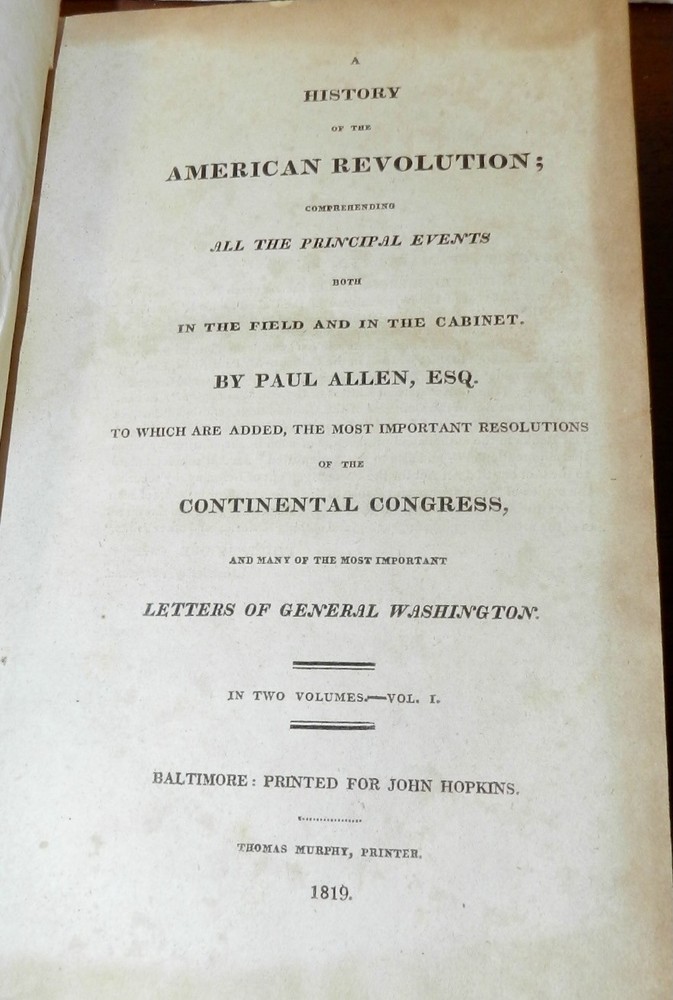 A
HISTORY
OF THE
AMERICAN REVOLUTION;
COMPREHENDING
ALL THE PRINCIPAL EVENTS
BOTH
IN THE FIELD AND IN THE CABINET.
BY PAUL ALLEN, ESQ.
TO WHICH ARE ADDED, THE MOST IMPORTANT RESOLUTIONS
OF THE
CONTINENTAL CONGRESS,
AND MANY OF THE MOST IMPORTANT
LETTERS OF GENERAL WASHINGTON.
IN TWO VOLUMES.—VOL. I.
BALTIMORE: PRINTED FOR JOHN HOPKINS.
THOMAS MURPHY, PRINTER.
1819.